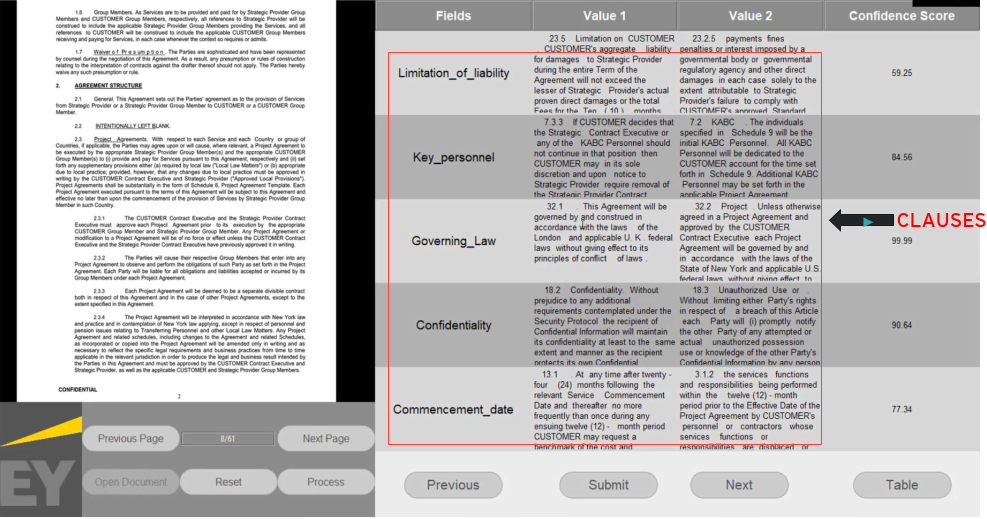 1.6 Group Members. As Services are to be provided and paid for by Strategic Provider Group
Members and CUSTOMER Group Members, respectively, all references to Strategic Provider will be
construed to include the applicable Strategic Provider Group Members providing the Services, and all
references to CUSTOMER will be construed to include the applicable CUSTOMER Group Members
receiving and paying for Services, in each case whenever the context so requires or admits.
1.7 Waiver of Presumption. The Parties are sophisticated and have been represented
by counsel during the negotiation of this Agreement. As a result, any presumption or rules of construction
relating to the interpretation of contracts against the drafter thereof should not apply. The Parties hereby
waive any such presumption or rule.
2. AGREEMENT STRUCTURE
2.1 General. This Agreement sets out the Parties' agreement as to the provision of Services
from Strategic Provider or a Strategic Provider Group Member to CUSTOMER or a CUSTOMER Group
Member.
2.2 INTENTIONALLY LEFT BLANK.
2.3 Project Agreements. With respect to each Service and each Country, or group of
Countries, if applicable, the Parties may agree upon or will cause, where relevant, a Project Agreement to
be executed by the appropriate Strategic Provider Group Member(s) and the appropriate CUSTOMER
Group Member(s) to (i) provide and pay for Services pursuant to this Agreement, respectively and (ii) set
forth any supplementary provisions either (a) required by local law ("Local Law Matters") or (b) appropriate
due to local practice; provided, however, that any changes due to local practice must be approved in
writing by the CUSTOMER Contract Executive and Strategic Provider ("Approved Local Provisions").
Project Agreements shall be substantially in the form of Schedule 6, Project Agreement Template. Each
Project Agreement executed pursuant to the terms of this Agreement will be subject to this Agreement and
effective no later than upon the commencement of the provision of Services by Strategic Provider Group
Member in such Country.
2.3.1 The CUSTOMER Contract Executive and the Strategic Provider Contract
Executive must approve each Project Agreement prior to its execution by the appropriate
CUSTOMER Group Member and Strategic Provider Group Member. Any Project Agreement or
modification to a Project Agreement will be of no force or effect unless the CUSTOMER Contract
Executive and the Strategic Provider Contract Executive have previously approved it in writing.
2.3.2 The Parties will cause their respective Group Members that enter into any
Project Agreement to observe and perform the obligations of such Party as set forth in the Project
Agreement. Each Party will be liable for all obligations and liabilities accepted or incurred by its
Group Members under each Project Agreement.
2.3.3 Each Project Agreement will be deemed to be a separate divisible contract
both in respect of this Agreement and in the case of other Project Agreements, except to the
extent specified in this Agreement.
2.3.4 The Project Agreement will be interpreted in accordance with New York law
and practice and in contemplation of New York law applying, except in respect of personnel and
pension issues relating to Transferring Personnel and other Local Law Matters. Any Project
Agreement and related schedules, including changes to the Agreement and related Schedules,
as incorporated or copied into the Project Agreement will be amended only in writing and as
necessary to reflect the specific legal requirements and business practices from time to time
applicable in the relevant jurisdiction in order to produce the legal and business result intended by
the Parties in this Agreement and must be approved by the CUSTOMER Contract Executive and
Strategic Provider, as well as the applicable CUSTOMER and Strategic Provider Group Members.
CONFIDENTIAL
2
EY
Previous Page
8/61
Next Page
Open Document
Reset
Process
Fields Value 1 Value 2 Confidence Score
Limitation_of_liability
23.5 Limitation on CUSTOMER
. CUSTOMER's aggregate liability
for damages to Strategic Provider
during the entire Term of the
Agreement will not exceed the
lesser of Strategic Provider's actual
proven direct damages or the total
Fees for the Ten ( 10 ) months
23.2.5 payments fines
penalties or interest imposed by a
governmental body or governmental
regulatory agency and other direct
damages in each case solely to the
extent attributable to Strategic
Provider's failure to comply with
CUSTOMER's approved Standard
59.25
Key_personnel
7.3.3 If CUSTOMER decides that
the Strategic Contract Executive or
any of the KABC Personnel should
not continue in that position then
CUSTOMER may in its sole
discretion and upon notice to
Strategic Provider require removal of
the Strategic Provider Contract
7.2 KABC . The individuals
specified in Schedule 9 will be the
initial KABC Personnel. All KABC
Personnel will be dedicated to the
CUSTOMER account for the time set
forth in Schedule 9. Additional KABC
Personnel may be set forth in the
applicable Project Agreement
84.56
Governing_Law
32.1 . This Agreement will be
governed by and construed in
accordance with the laws of the
London and applicable U. K . federal
laws without giving effect to its
principles of conflict of laws .
32.2 Project . Unless otherwise
agreed in a Project Agreement and
approved by the CUSTOMER
Contract Executive each Project
Agreement will be governed by and
in accordance with the laws of the
State of New York and applicable U.S.
federal laws without giving effect to
99.99
CLAUSES
Confidentiality
18.2 Confidentiality. Without
prejudice to any additional
requirements contemplated under the
Security Protocol the recipient of
Confidential Information will maintain
its confidentiality at least to the same
extent and manner as the recipient
protects its own Confidential
18.3 Unauthorized Use or .
Without limiting either Party's rights
in respect of a breach of this Article
each Party will (i) promptly notify
the other Party of any attempted or
actual unauthorized possession
use or knowledge of the other Party's
Confidential Information by any person
90.64
Commencement_date
13.1 . At any time after twenty -
four (24) months following the
relevant Service Commencement
Date and thereafter no more
frequently than once during any
ensuing twelve (12) - month period
CUSTOMER may request a
benchmark of the cost and
3.1.2 the services functions
and responsibilities being performed
within the twelve (12) - month
period prior to the Effective Date of the
Project Agreement by CUSTOMER's
personnel or contractors whose
services functions or
responsibilities are displaced or
77.34
Previous
Submit
Next
Table